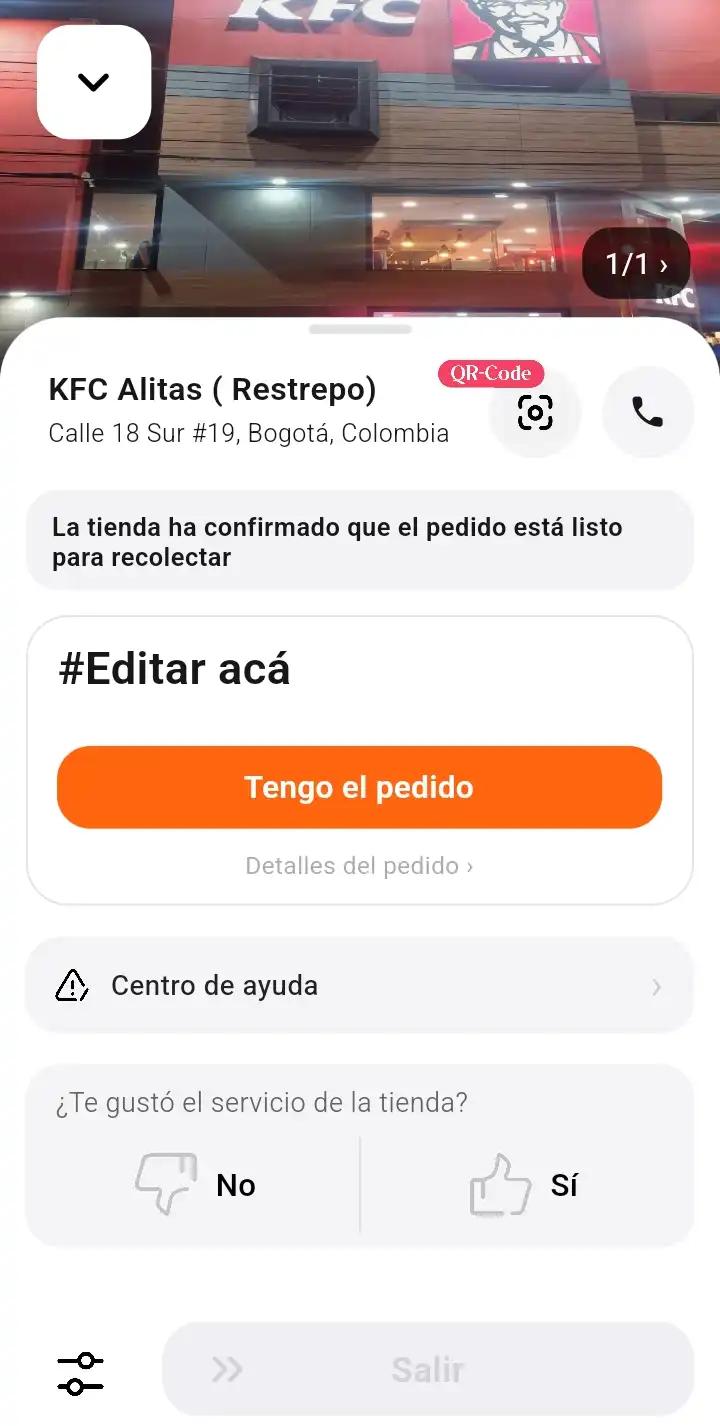 KFC
1/1 ›
KFC
QR-Code
KFC Alitas ( Restrepo)
Calle 18 Sur #19, Bogotá, Colombia
La tienda ha confirmado que el pedido está listo
para recolectar
#Editar acá
Tengo el pedido
Detalles del pedido ›
Centro de ayuda
¿Te gustó el servicio de la tienda?
No
Sí
Salir